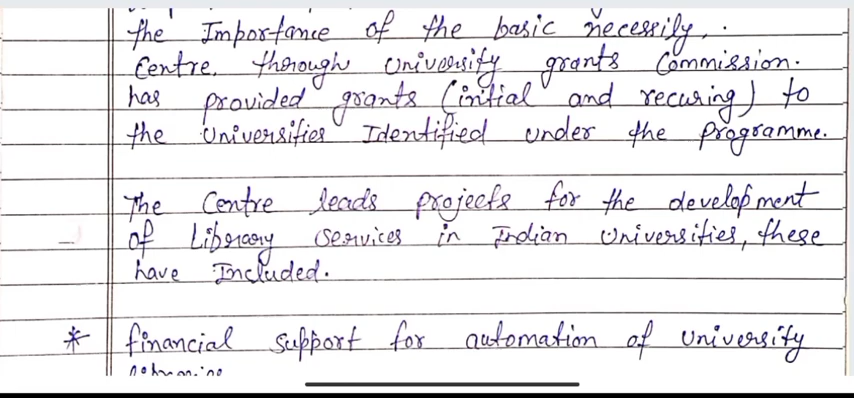 the Importance of the basic necessily.
Centre. thorough University grants Commission.
has provided grants (initial and recuring) to
the Universities Identified under the programme.
The Centre leads projects for the development
of Library services in Indian Universities, these
have Included.
* financial support for automation of University